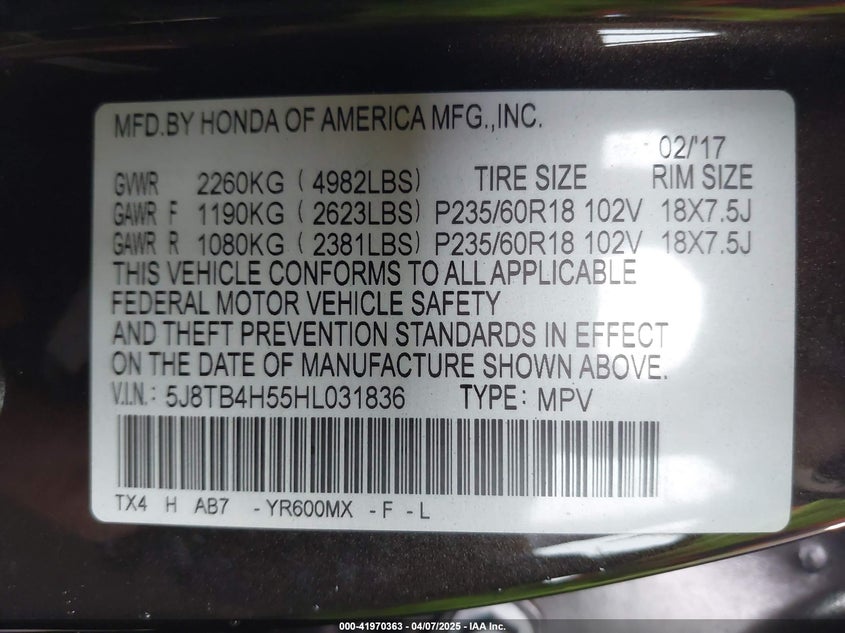 MFD.BY HONDA OF AMERICA MFG.,INC.
02/'17
GVWR 2260KG ( 4982LBS) TIRE SIZE RIM SIZE
GAWR F 1190KG ( 2623LBS) P235/60R18 102V 18X7.5J
GAWR R 1080KG ( 2381LBS) P235/60R18 102V 18X7.5J
THIS VEHICLE CONFORMS TO ALL APPLICABLE
FEDERAL MOTOR VEHICLE SAFETY
AND THEFT PREVENTION STANDARDS IN EFFECT
ON THE DATE OF MANUFACTURE SHOWN ABOVE.
V.I.N.: 5J8TB4H55HL031836 TYPE: MPV
TX4 H AB7 - YR600MX - F - L
000-41970363 - 04/07/2025 - IAA Inc.